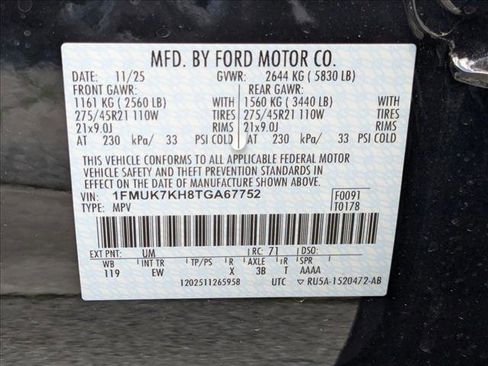 MFD. BY FORD MOTOR CO.
DATE: 11/25 GVWR: 2644 KG ( 5830 LB)
FRONT GAWR: REAR GAWR:
1161 KG ( 2560 LB) WITH 1560 KG ( 3440 LB) WITH
275/45R21 110W TIRES 275/45R21 110W TIRES
21x9.0J RIMS 21x9.0J RIMS
AT 230 kPa/ 33 PSI COLD AT 230 kPa/ 33 PSI COLD
THIS VEHICLE CONFORMS TO ALL APPLICABLE FEDERAL MOTOR
VEHICLE SAFETY AND THEFT PREVENTION STANDARDS IN
EFFECT ON THE DATE OF MANUFACTURE SHOWN ABOVE.
VIN: 1FMUK7KH8TGA67752 F0091
TYPE: MPV T0178
EXT PNT: UM RC: 71 DSO:
WB INT TR TP/PS R AXLE TR SPR
119 EW X 3B T AAAA
1202511265958 UTC ▽ RU5A-1520472-AB